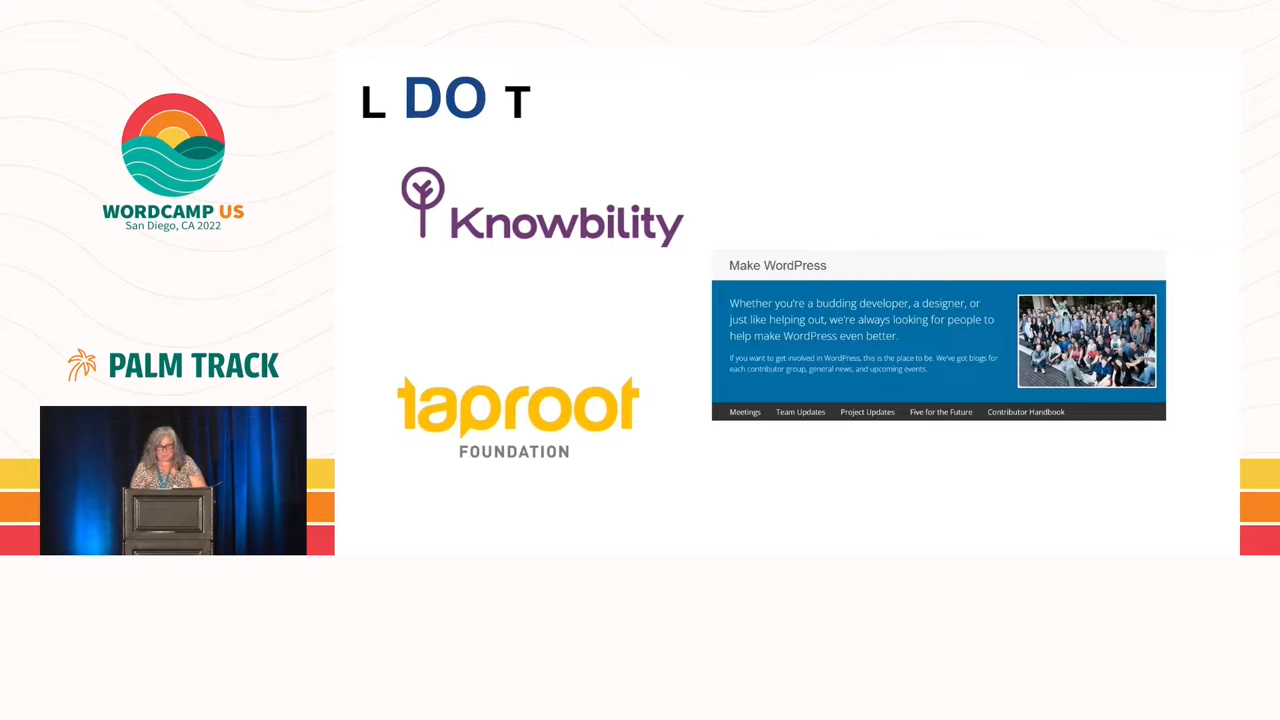 WORDCAMP US
San Diego, CA 2022
PALM TRACK
L DO T
Knowbility
taproot
FOUNDATION
Make WordPress
Whether you're a budding developer, a designer, or
just like helping out, we're always looking for people to
help make WordPress even better.
If you want to get involved in WordPress, this is the place to be. We've got blogs for
each contributor group, general news, and upcoming events.
Meetings Team Updates Project Updates Five for the Future Contributor Handbook